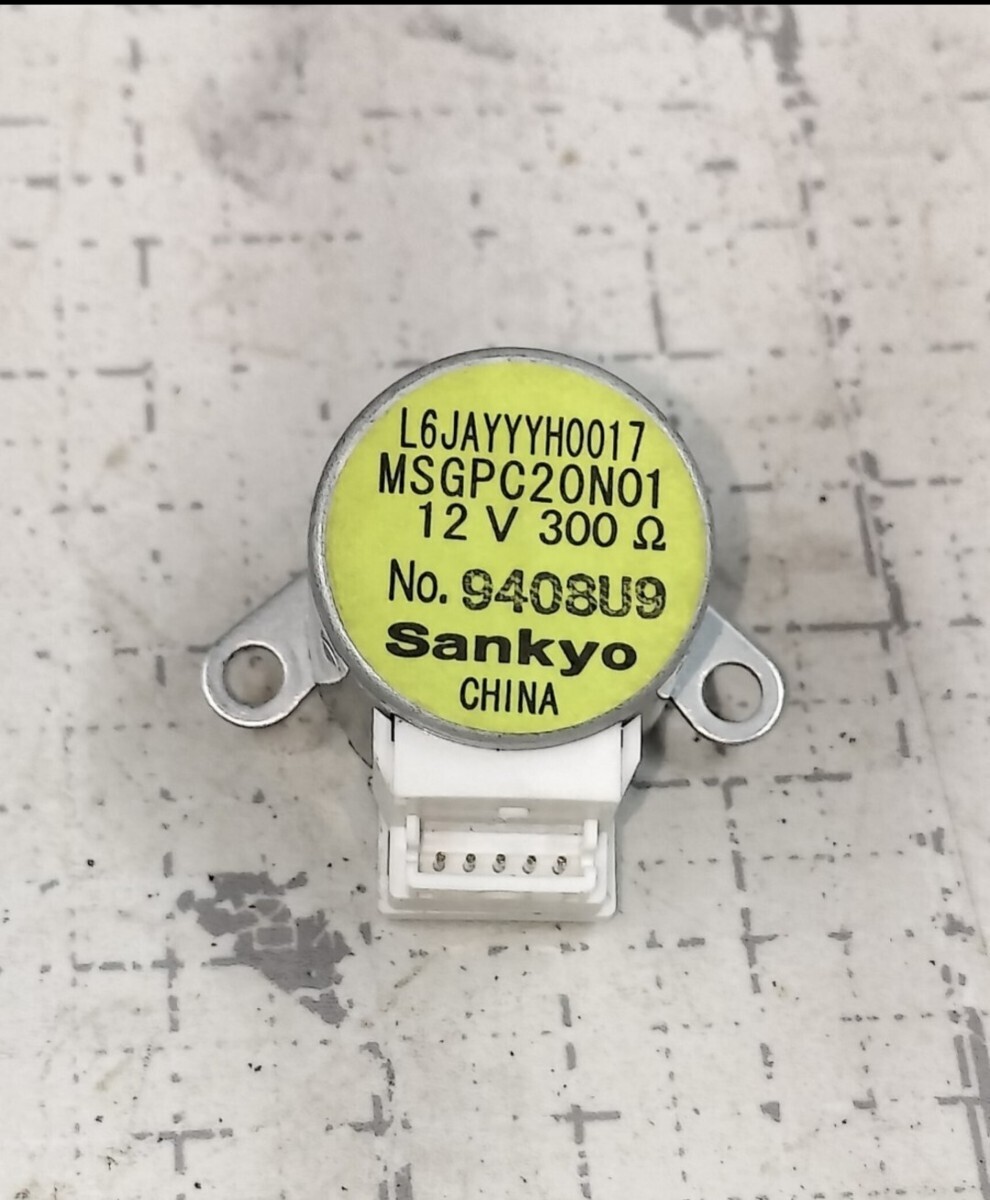 L6JAYYYH0017
MSGPC20N01
12 V 300 Ω
No. 9408U9
Sankyo
CHINA